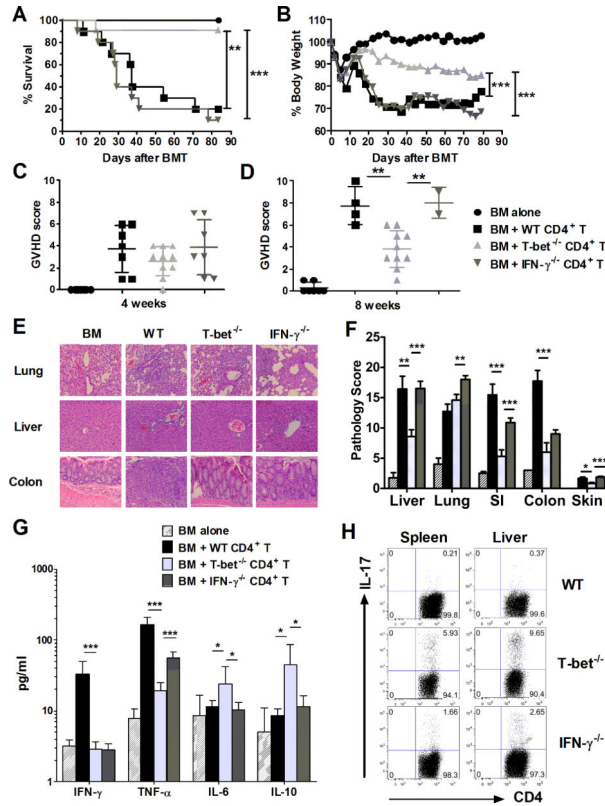 A
% Survival
100
80
60
40
20
0
0 10 20 30 40 50 60 70 80 90
Days after BMT
**
***
B
% Body Weight
110
100
90
80
70
60
0 10 20 30 40 50 60 70 80 90
Days after BMT
***
***
C
GVHD score
8
6
4
2
0
4 weeks
D
GVHD score
8
6
4
2
0
** **
8 weeks
BM alone
BM + WT CD4+ T
BM + T-bet-/- CD4+ T
BM + IFN-γ-/- CD4+ T
E
BM WT T-bet-/- IFN-γ-/-
Lung
Liver
Colon
F
Pathology Score
25
20
15
10
5
0
** *** ** *** *** *** * ***
Liver Lung SI Colon Skin
G
BM alone
BM + WT CD4+ T
BM + T-bet-/- CD4+ T
BM + IFN-γ-/- CD4+ T
pg/ml
1000
100
10
1
*** *** *** * * * *
IFN-γ TNF-α IL-6 IL-10
H
Spleen Liver
IL-17
0 0.21 0 0.37
99.8 99.6
WT
0 5.93 0 9.65
94.1 90.4
T-bet-/-
0 1.66 0 2.65
98.3 97.3
IFN-γ-/-
CD4